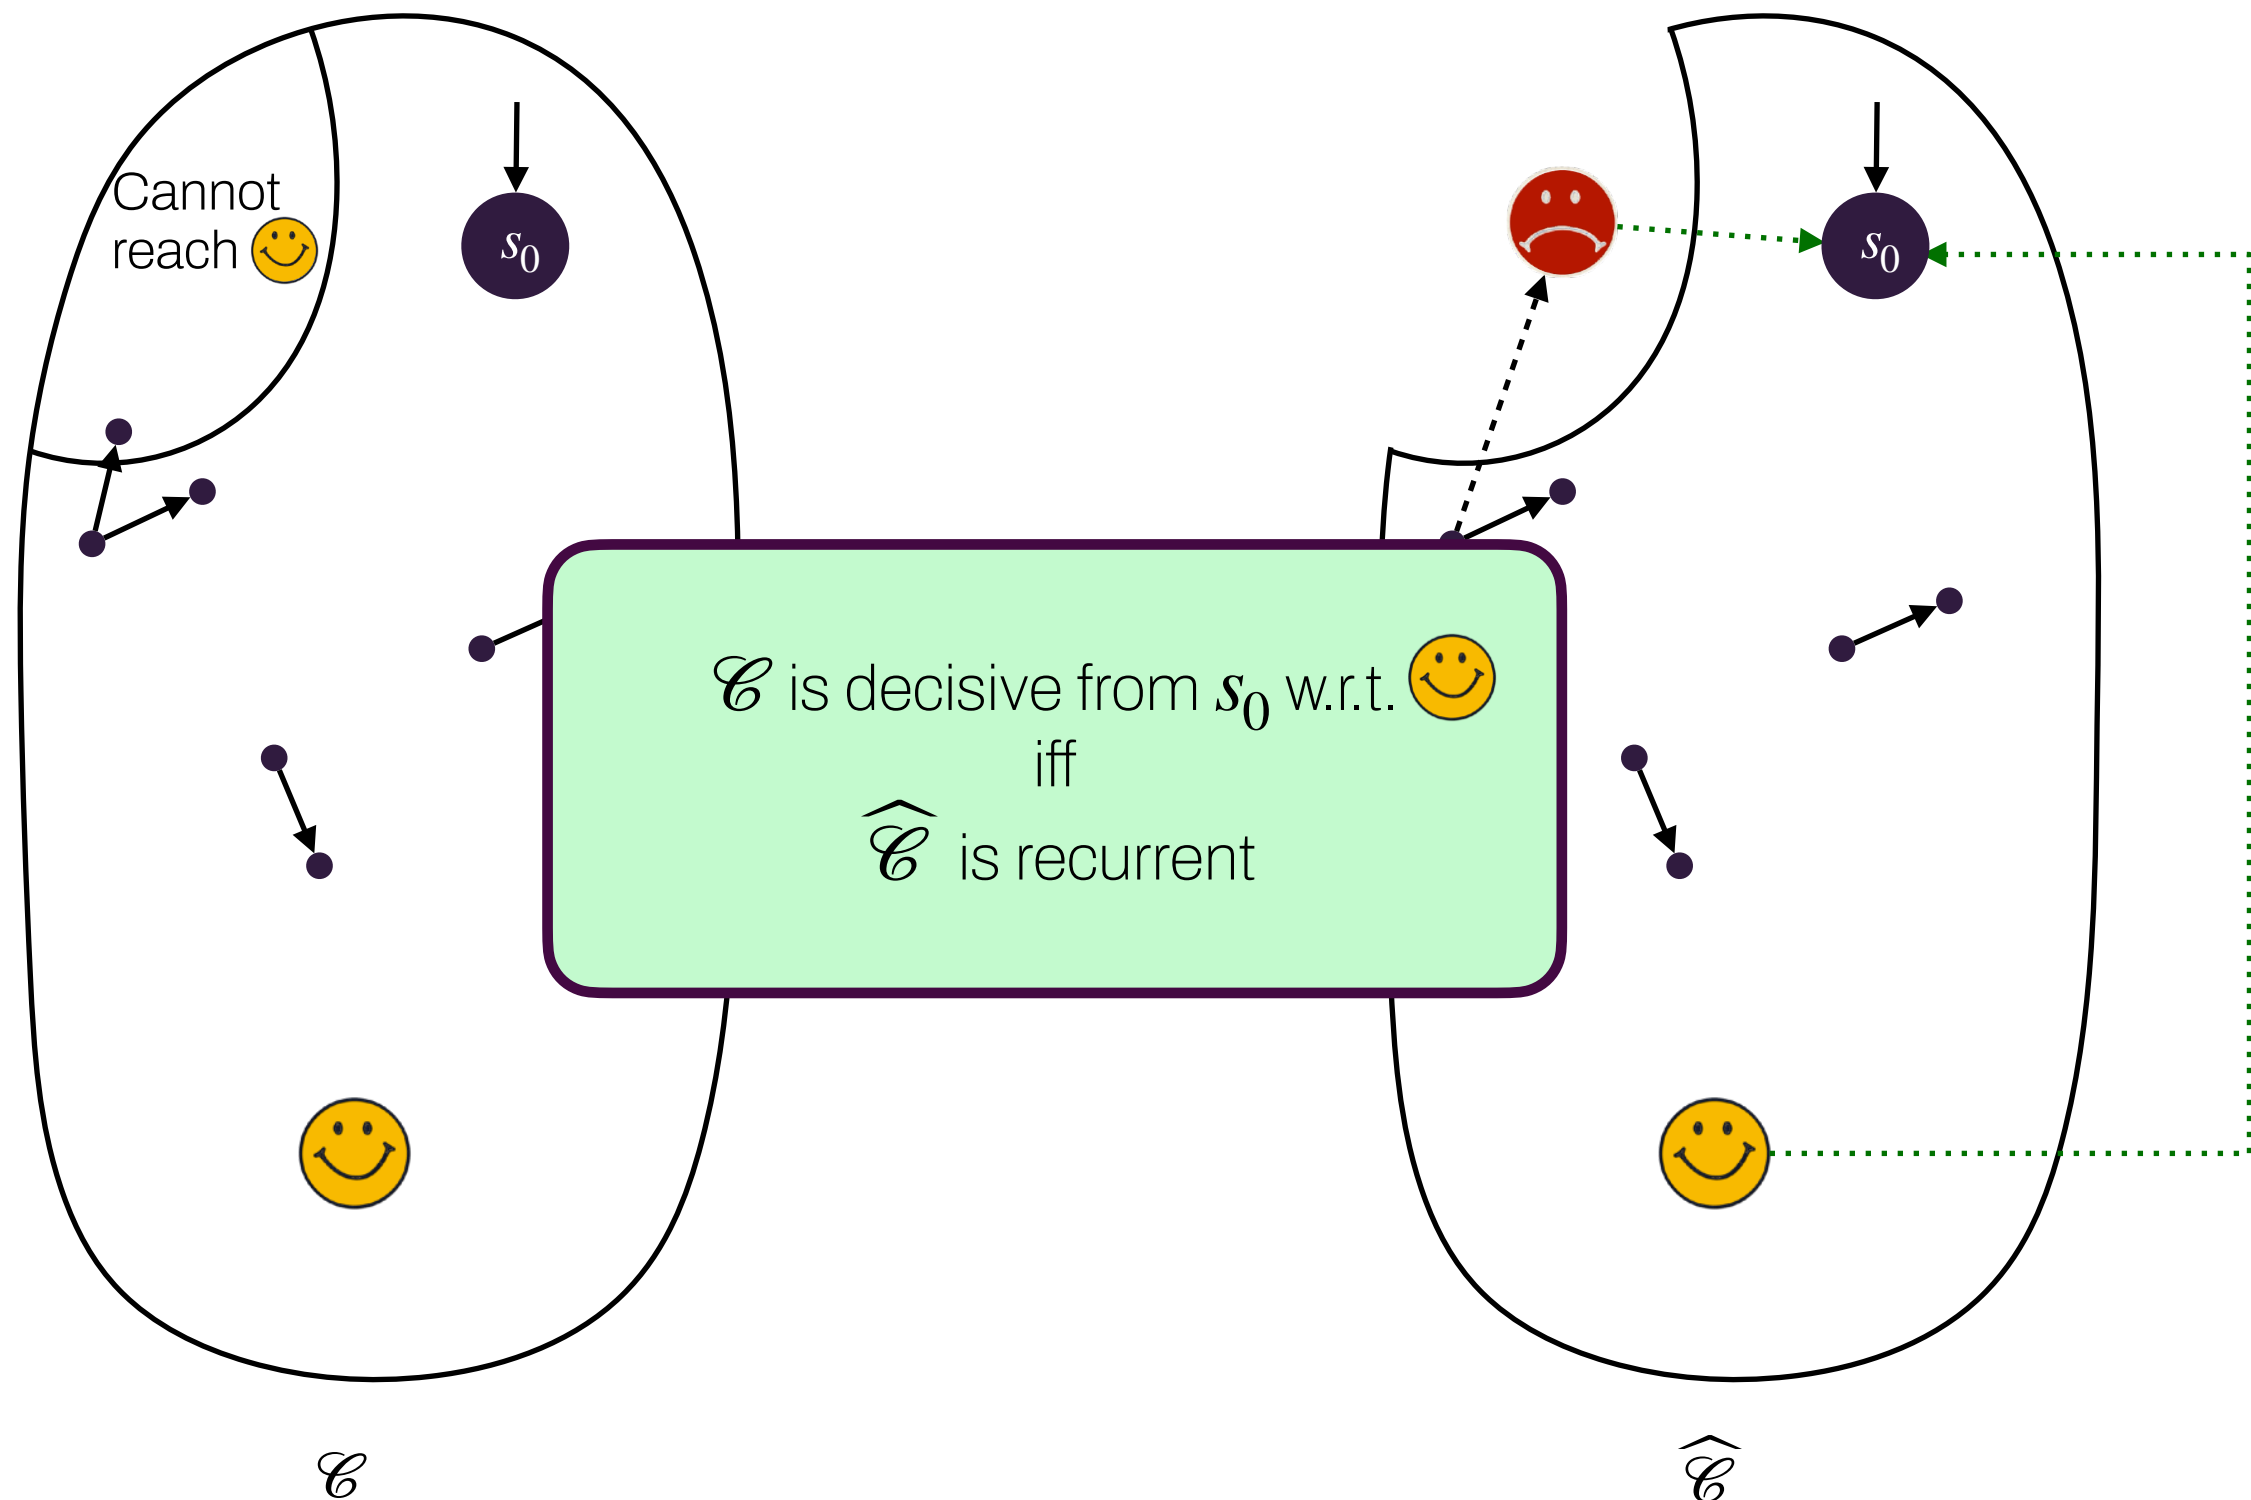 Cannot
reach
s₀
s₀
𝒞 is decisive from s₀ w.r.t.
iff
𝒞̂ is recurrent
𝒞
𝒞̂